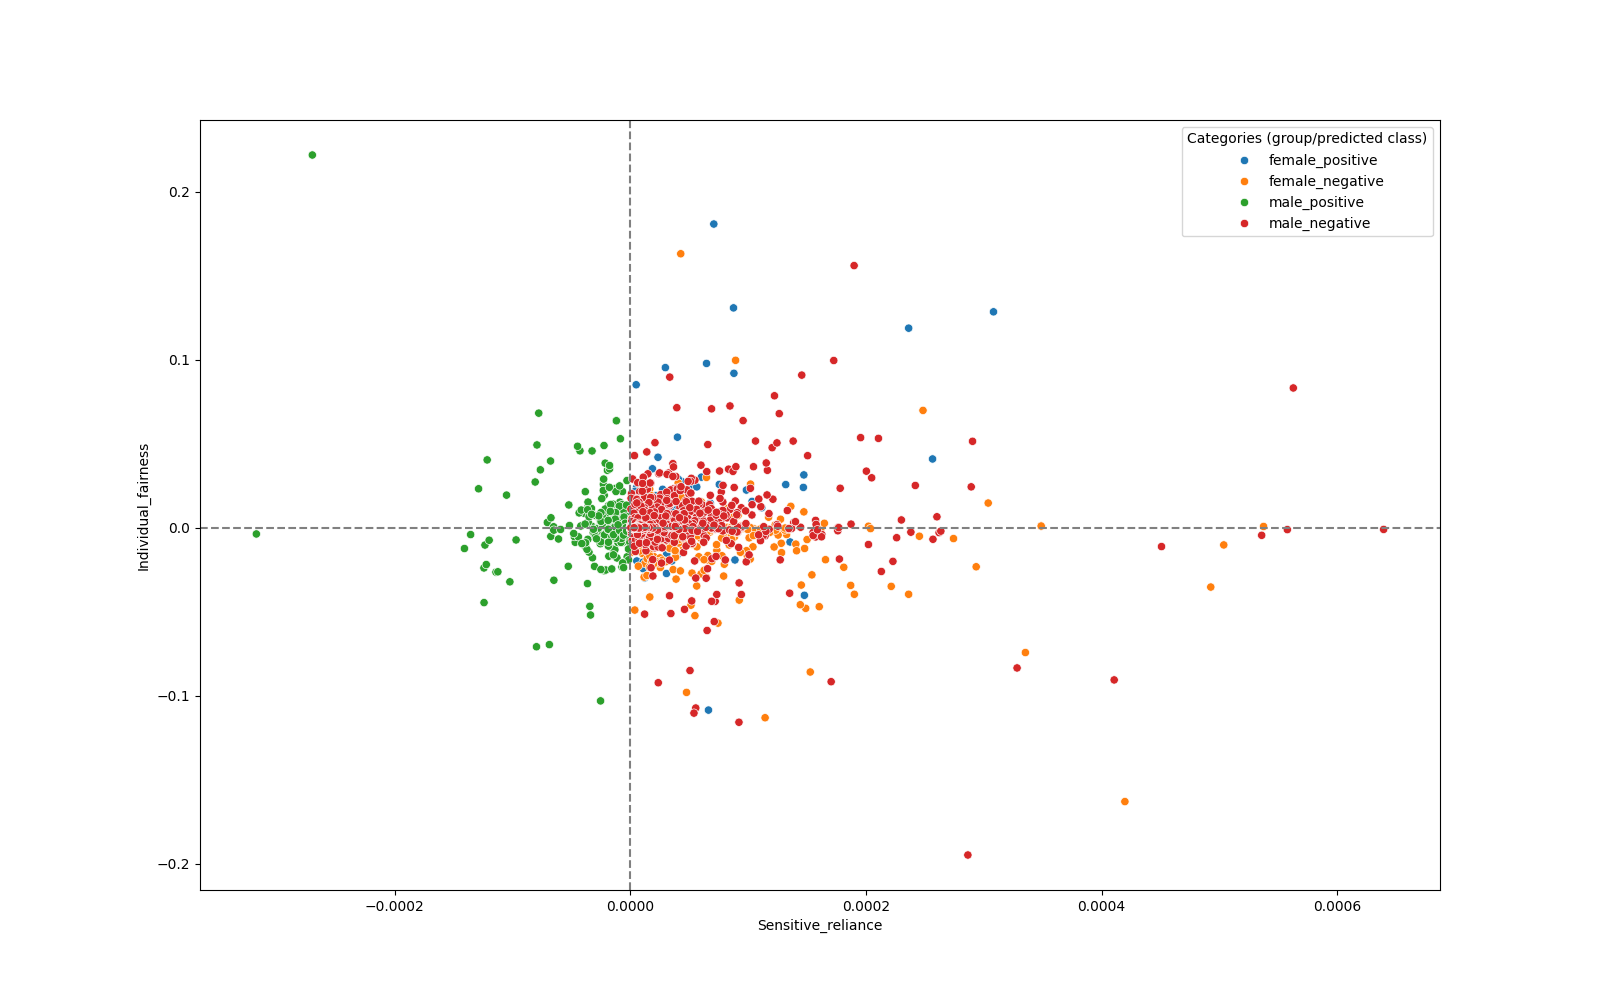 Categories (group/predicted class)
female_positive
female_negative
male_positive
male_negative
Individual_fairness
0.2
0.1
0.0
−0.1
−0.2
−0.0002
0.0000
0.0002
0.0004
0.0006
Sensitive_reliance